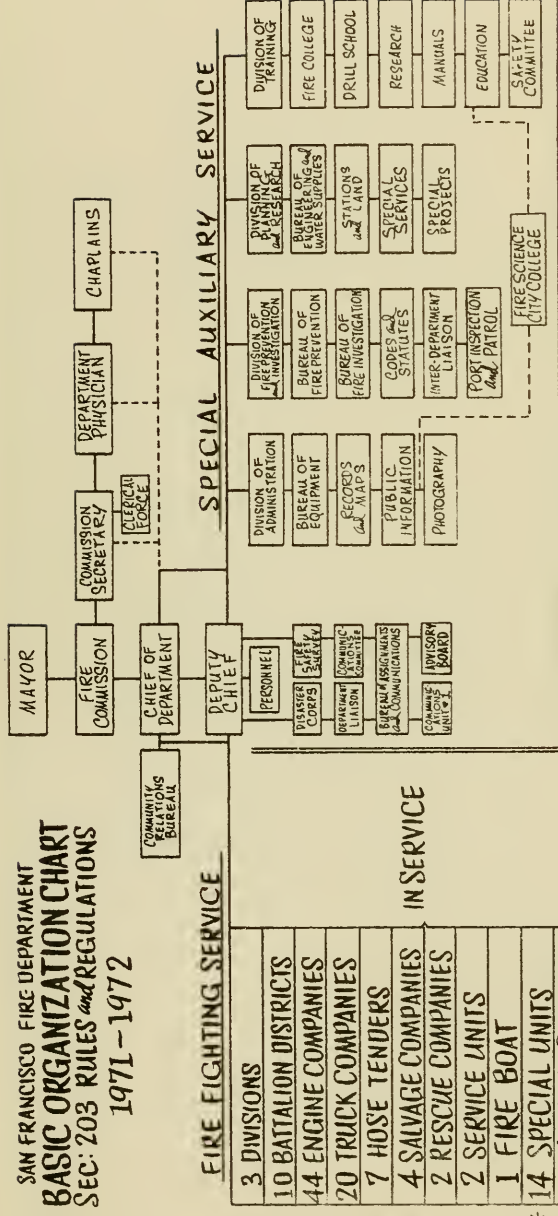 SAN FRANCISCO FIRE DEPARTMENT
BASIC ORGANIZATION CHART
SEC: 203 RULES and REGULATIONS
1971-1972
MAYOR
FIRE
COMMISSION
COMMISSION
SECRETARY
CLERICAL
FORCE
DEPARTMENT
PHYSICIAN
CHAPLAINS
CHIEF OF
DEPARTMENT
COMMUNITY
RELATIONS
BUREAU
DEPUTY
CHIEF
PERSONNEL
DISASTER
CORPS
FIRE
SAFETY
SURVEY
DEPARTMENT
LIAISON
COMMUNIC-
ATIONS
COMMITTEE
BUREAU of ASSIGNMENTS
and COMMUNICATIONS
COMMUNIC-
ATIONS
UNIT # 1
ADVISORY
BOARD
FIRE FIGHTING SERVICE
3 DIVISIONS
10 BATTALION DISTRICTS
44 ENGINE COMPANIES
20 TRUCK COMPANIES
7 HOSE TENDERS
4 SALVAGE COMPANIES
2 RESCUE COMPANIES
2 SERVICE UNITS
1 FIRE BOAT
14 SPECIAL UNITS
IN SERVICE
SPECIAL AUXILIARY SERVICE
DIVISION OF
ADMINISTRATION
BUREAU OF
EQUIPMENT
RECORDS
and MAPS
PUBLIC
INFORMATION
PHOTOGRAPHY
DIVISION OF
FIRE PREVENTION
and INVESTIGATION
BUREAU OF
FIRE PREVENTION
BUREAU OF
FIRE INVESTIGATION
CODES and
STATUTES
INTER-DEPARTMENT
LIAISON
PORT INSPECTION
and PATROL
DIVISION OF
PLANNING
and RESEARCH
BUREAU OF
ENGINEERING and
WATER SUPPLIES
STATIONS
and LAND
SPECIAL
SERVICES
SPECIAL
PROJECTS
DIVISION OF
TRAINING
FIRE COLLEGE
DRILL SCHOOL
RESEARCH
MANUALS
EDUCATION
SAFETY
COMMITTEE
FIRE SCIENCE
CITY COLLEGE